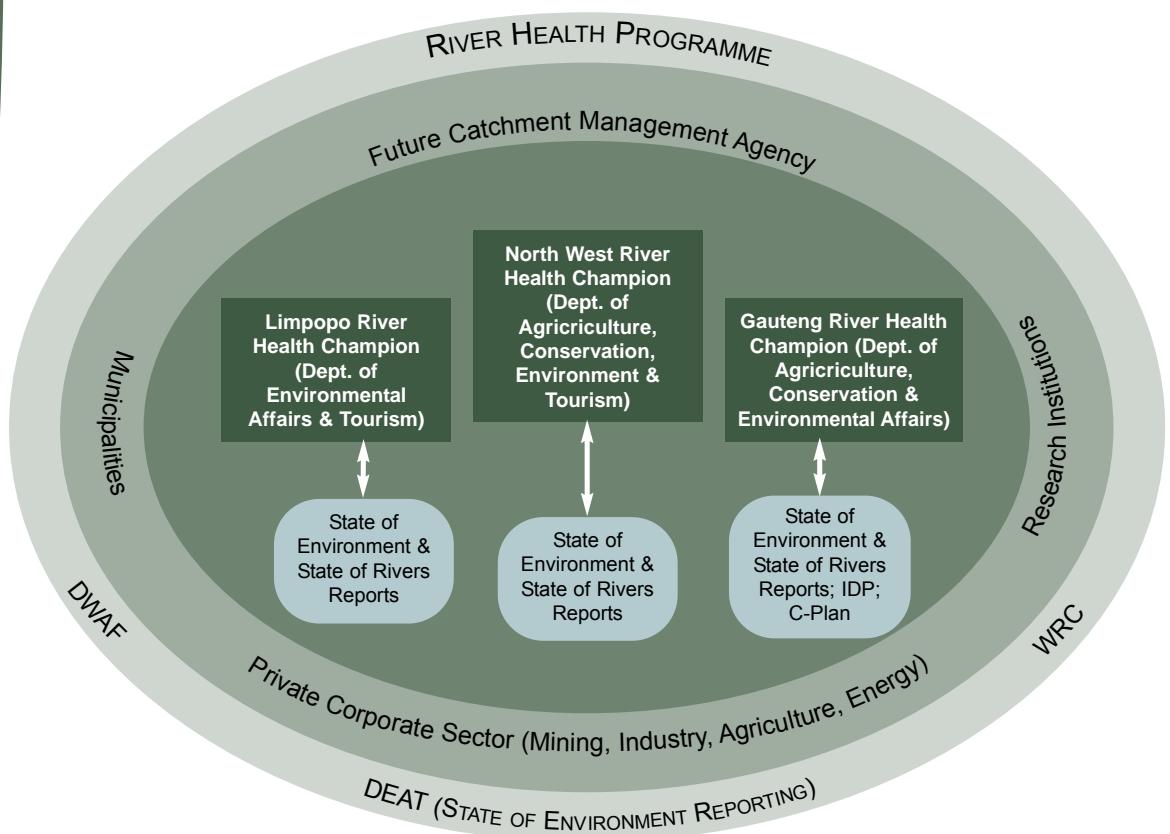 RIVER HEALTH PROGRAMME
Future Catchment Management Agency
North West River
Health Champion
(Dept. of
Agricriculture,
Conservation,
Environment &
Tourism)
Limpopo River
Health Champion
(Dept. of
Environmental
Affairs & Tourism)
Gauteng River Health
Champion (Dept. of
Agricriculture,
Conservation &
Environmental Affairs)
Municipalities
Research Institutions
State of
Environment &
State of Rivers
Reports
State of
Environment &
State of Rivers
Reports
State of
Environment &
State of Rivers
Reports; IDP;
C-Plan
DWAF
WRC
Private Corporate Sector (Mining, Industry, Agriculture, Energy)
DEAT (STATE OF ENVIRONMENT REPORTING)